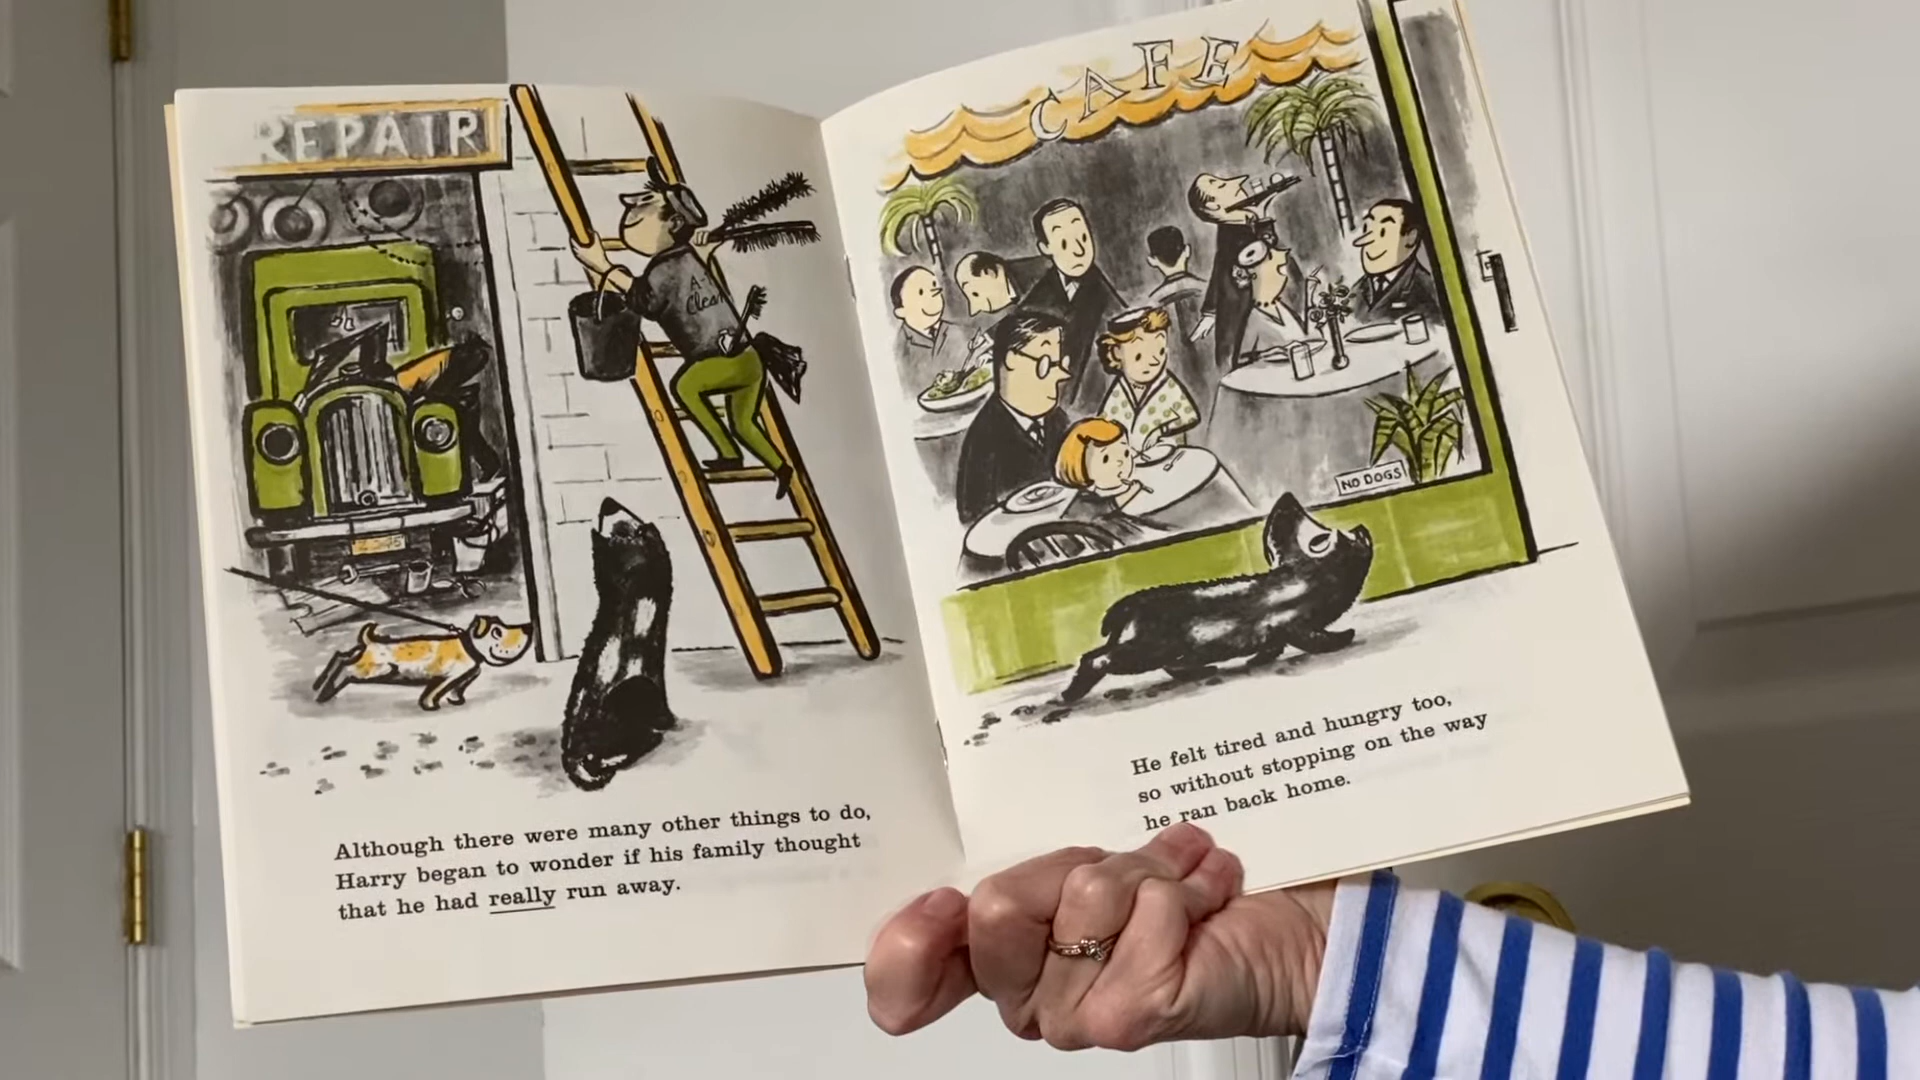 REPAIR
A-
Clean
Although there were many other things to do,
Harry began to wonder if his family thought
that he had really run away.
CAFE
NO DOGS
He felt tired and hungry too,
so without stopping on the way
he ran back home.